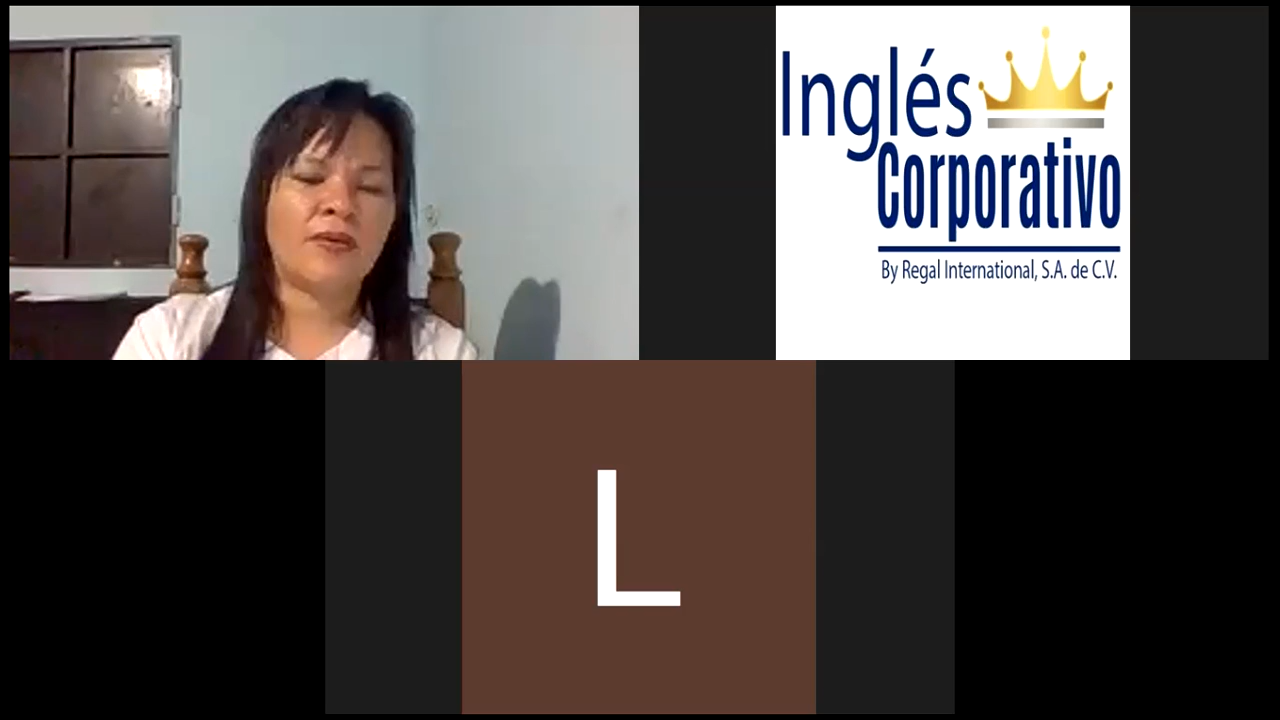 Inglés
Corporativo
By Regal International, S.A. de C.V.
L